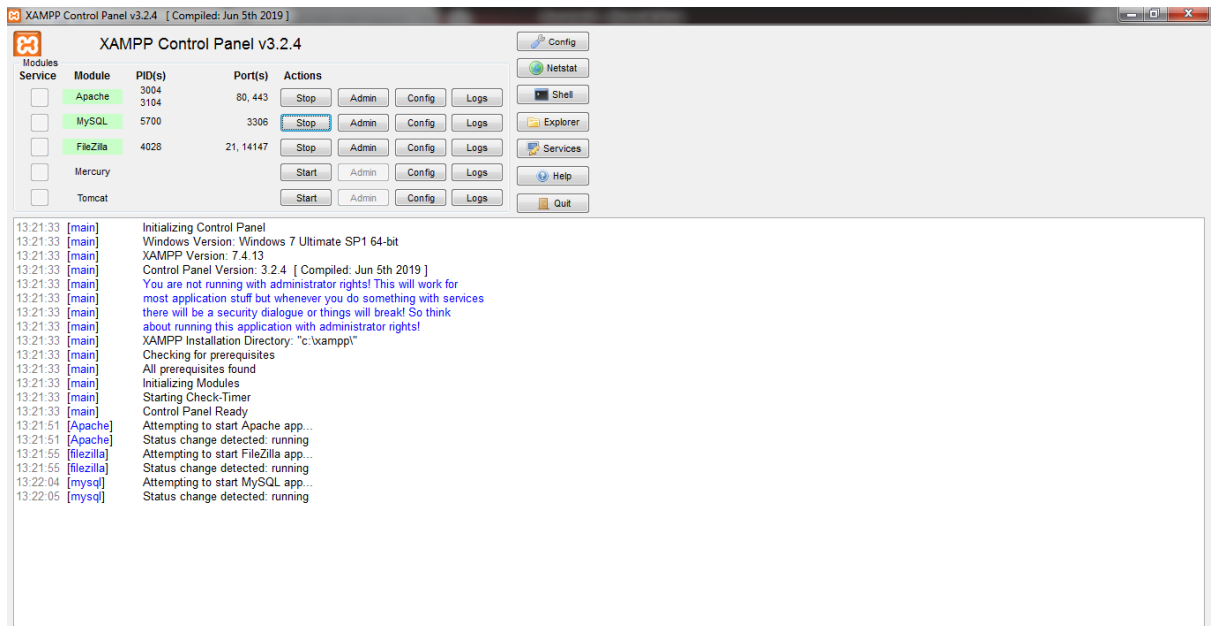 XAMPP Control Panel v3.2.4 [ Compiled: Jun 5th 2019 ]
XAMPP Control Panel v3.2.4
Config
Modules
Service Module PID(s) Port(s) Actions
Netstat
Apache 3004 3104 80, 443 Stop Admin Config Logs
Shell
MySQL 5700 3306 Stop Admin Config Logs
Explorer
FileZilla 4028 21, 14147 Stop Admin Config Logs
Services
Mercury Start Admin Config Logs
Help
Tomcat Start Admin Config Logs
Quit
13:21:33 [main] Initializing Control Panel
13:21:33 [main] Windows Version: Windows 7 Ultimate SP1 64-bit
13:21:33 [main] XAMPP Version: 7.4.13
13:21:33 [main] Control Panel Version: 3.2.4 [ Compiled: Jun 5th 2019 ]
13:21:33 [main] You are not running with administrator rights! This will work for
13:21:33 [main] most application stuff but whenever you do something with services
13:21:33 [main] there will be a security dialogue or things will break! So think
13:21:33 [main] about running this application with administrator rights!
13:21:33 [main] XAMPP Installation Directory: "c:\xampp\"
13:21:33 [main] Checking for prerequisites
13:21:33 [main] All prerequisites found
13:21:33 [main] Initializing Modules
13:21:33 [main] Starting Check-Timer
13:21:33 [main] Control Panel Ready
13:21:51 [Apache] Attempting to start Apache app...
13:21:51 [Apache] Status change detected: running
13:21:55 [filezilla] Attempting to start FileZilla app...
13:21:55 [filezilla] Status change detected: running
13:22:04 [mysql] Attempting to start MySQL app...
13:22:05 [mysql] Status change detected: running